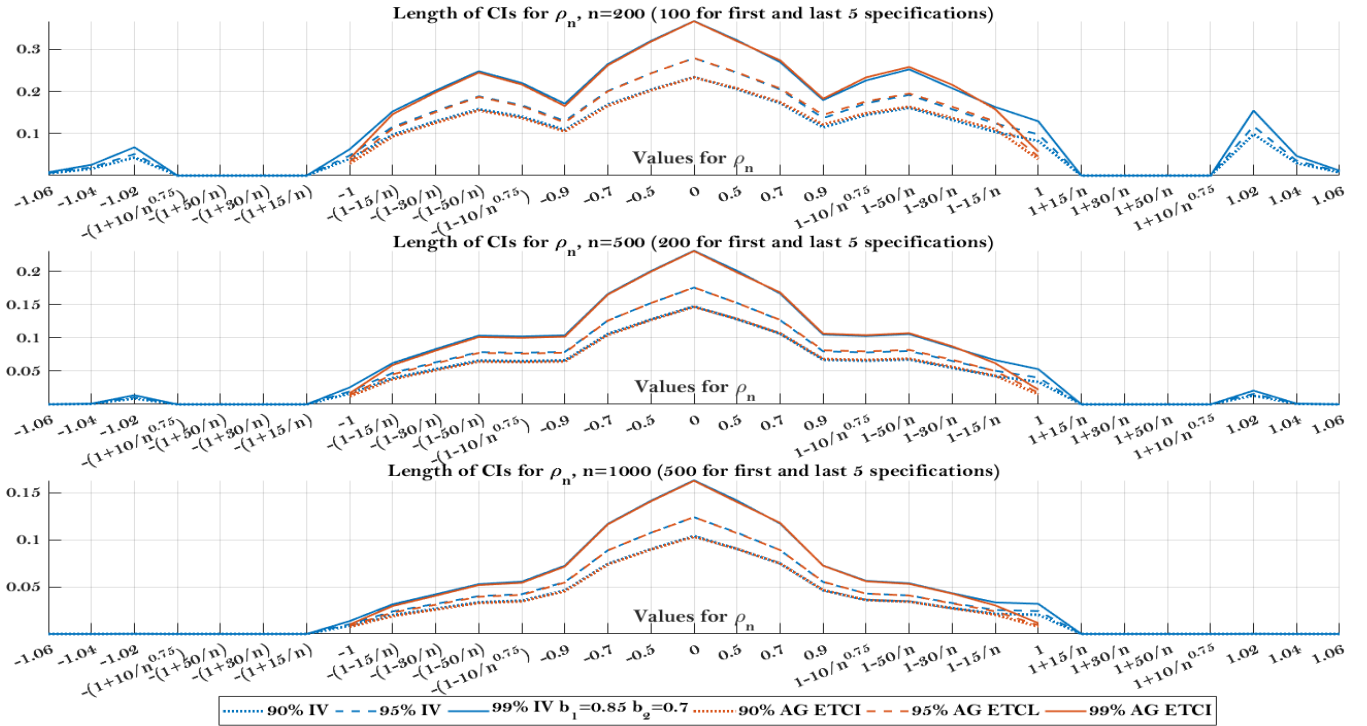 Length of CIs for ρn, n=200 (100 for first and last 5 specifications)
0.3
0.2
0.1
Values for ρn
-1.06 -1.04 -1.02 -(1+10/n^0.75) -(1+50/n) -(1+30/n) -(1+15/n) -1 -(1-15/n) -(1-30/n) -(1-50/n) -(1-10/n^0.75) -0.9 -0.7 -0.5 0 0.5 0.7 0.9 1-10/n^0.75 1-50/n 1-30/n 1-15/n 1 1+15/n 1+30/n 1+50/n 1+10/n^0.75 1.02 1.04 1.06
Length of CIs for ρn, n=500 (200 for first and last 5 specifications)
0.2
0.15
0.1
0.05
Values for ρn
-1.06 -1.04 -1.02 -(1+10/n^0.75) -(1+50/n) -(1+30/n) -(1+15/n) -1 -(1-15/n) -(1-30/n) -(1-50/n) -(1-10/n^0.75) -0.9 -0.7 -0.5 0 0.5 0.7 0.9 1-10/n^0.75 1-50/n 1-30/n 1-15/n 1 1+15/n 1+30/n 1+50/n 1+10/n^0.75 1.02 1.04 1.06
Length of CIs for ρn, n=1000 (500 for first and last 5 specifications)
0.15
0.1
0.05
Values for ρn
-1.06 -1.04 -1.02 -(1+10/n^0.75) -(1+50/n) -(1+30/n) -(1+15/n) -1 -(1-15/n) -(1-30/n) -(1-50/n) -(1-10/n^0.75) -0.9 -0.7 -0.5 0 0.5 0.7 0.9 1-10/n^0.75 1-50/n 1-30/n 1-15/n 1 1+15/n 1+30/n 1+50/n 1+10/n^0.75 1.02 1.04 1.06
90% IV 95% IV 99% IV b1=0.85 b2=0.7 90% AG ETCI 95% AG ETCL 99% AG ETCI